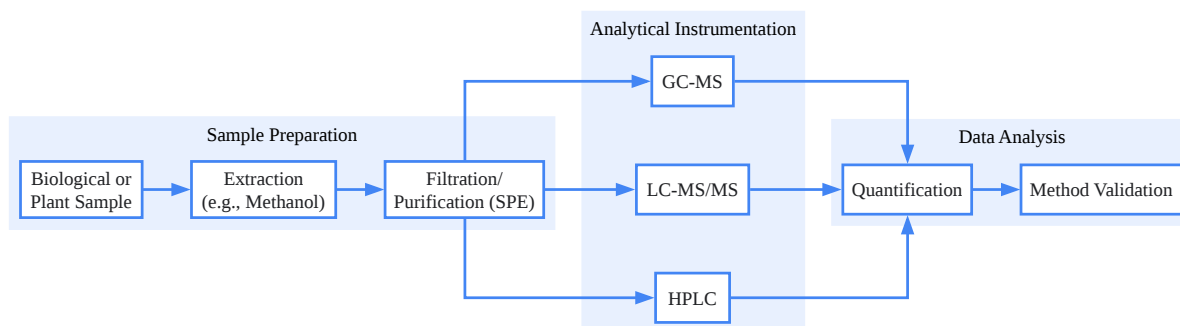 Analytical Instrumentation
GC-MS
Sample Preparation
Data Analysis
Biological or
Plant Sample
Extraction
(e.g., Methanol)
Filtration/
Purification (SPE)
LC-MS/MS
Quantification
Method Validation
HPLC